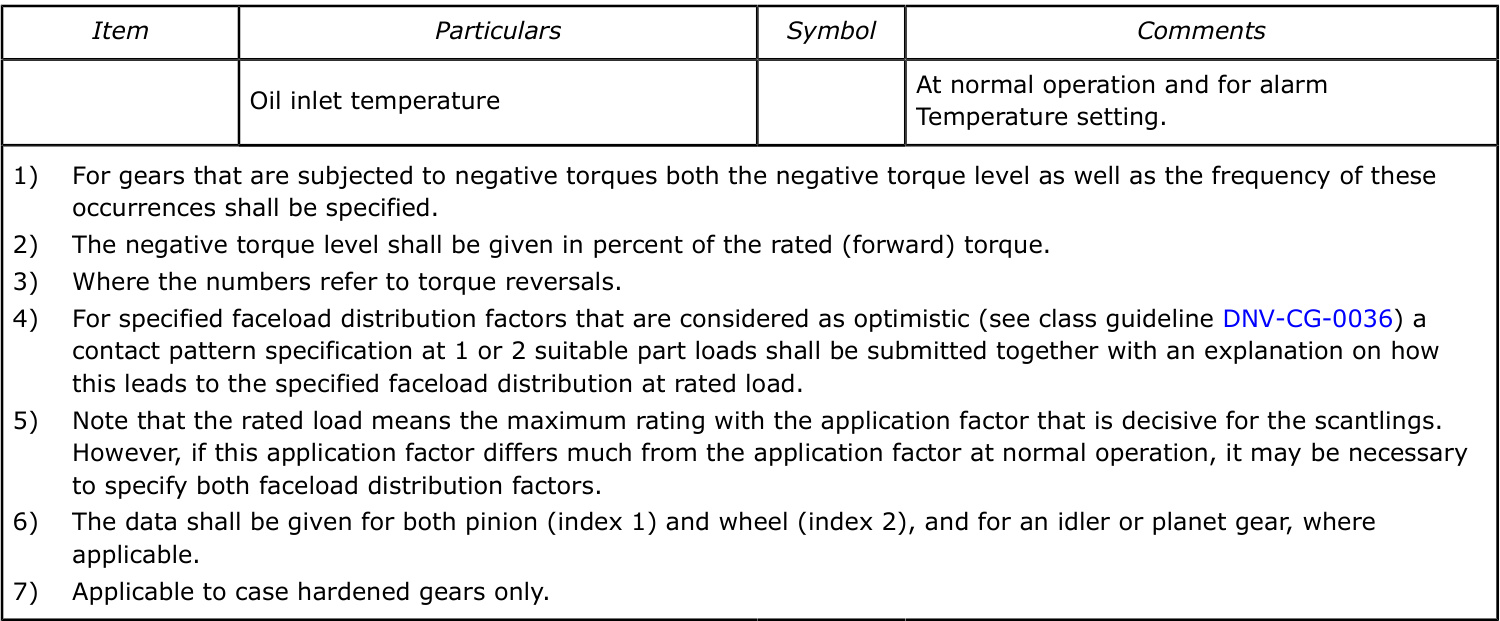 Item Particulars Symbol Comments
Oil inlet temperature
At normal operation and for alarm
Temperature setting.
1) For gears that are subjected to negative torques both the negative torque level as well as the frequency of these
occurrences shall be specified.
2) The negative torque level shall be given in percent of the rated (forward) torque.
3) Where the numbers refer to torque reversals.
4) For specified faceload distribution factors that are considered as optimistic (see class guideline DNV-CG-0036) a
contact pattern specification at 1 or 2 suitable part loads shall be submitted together with an explanation on how
this leads to the specified faceload distribution at rated load.
5) Note that the rated load means the maximum rating with the application factor that is decisive for the scantlings.
However, if this application factor differs much from the application factor at normal operation, it may be necessary
to specify both faceload distribution factors.
6) The data shall be given for both pinion (index 1) and wheel (index 2), and for an idler or planet gear, where
applicable.
7) Applicable to case hardened gears only.